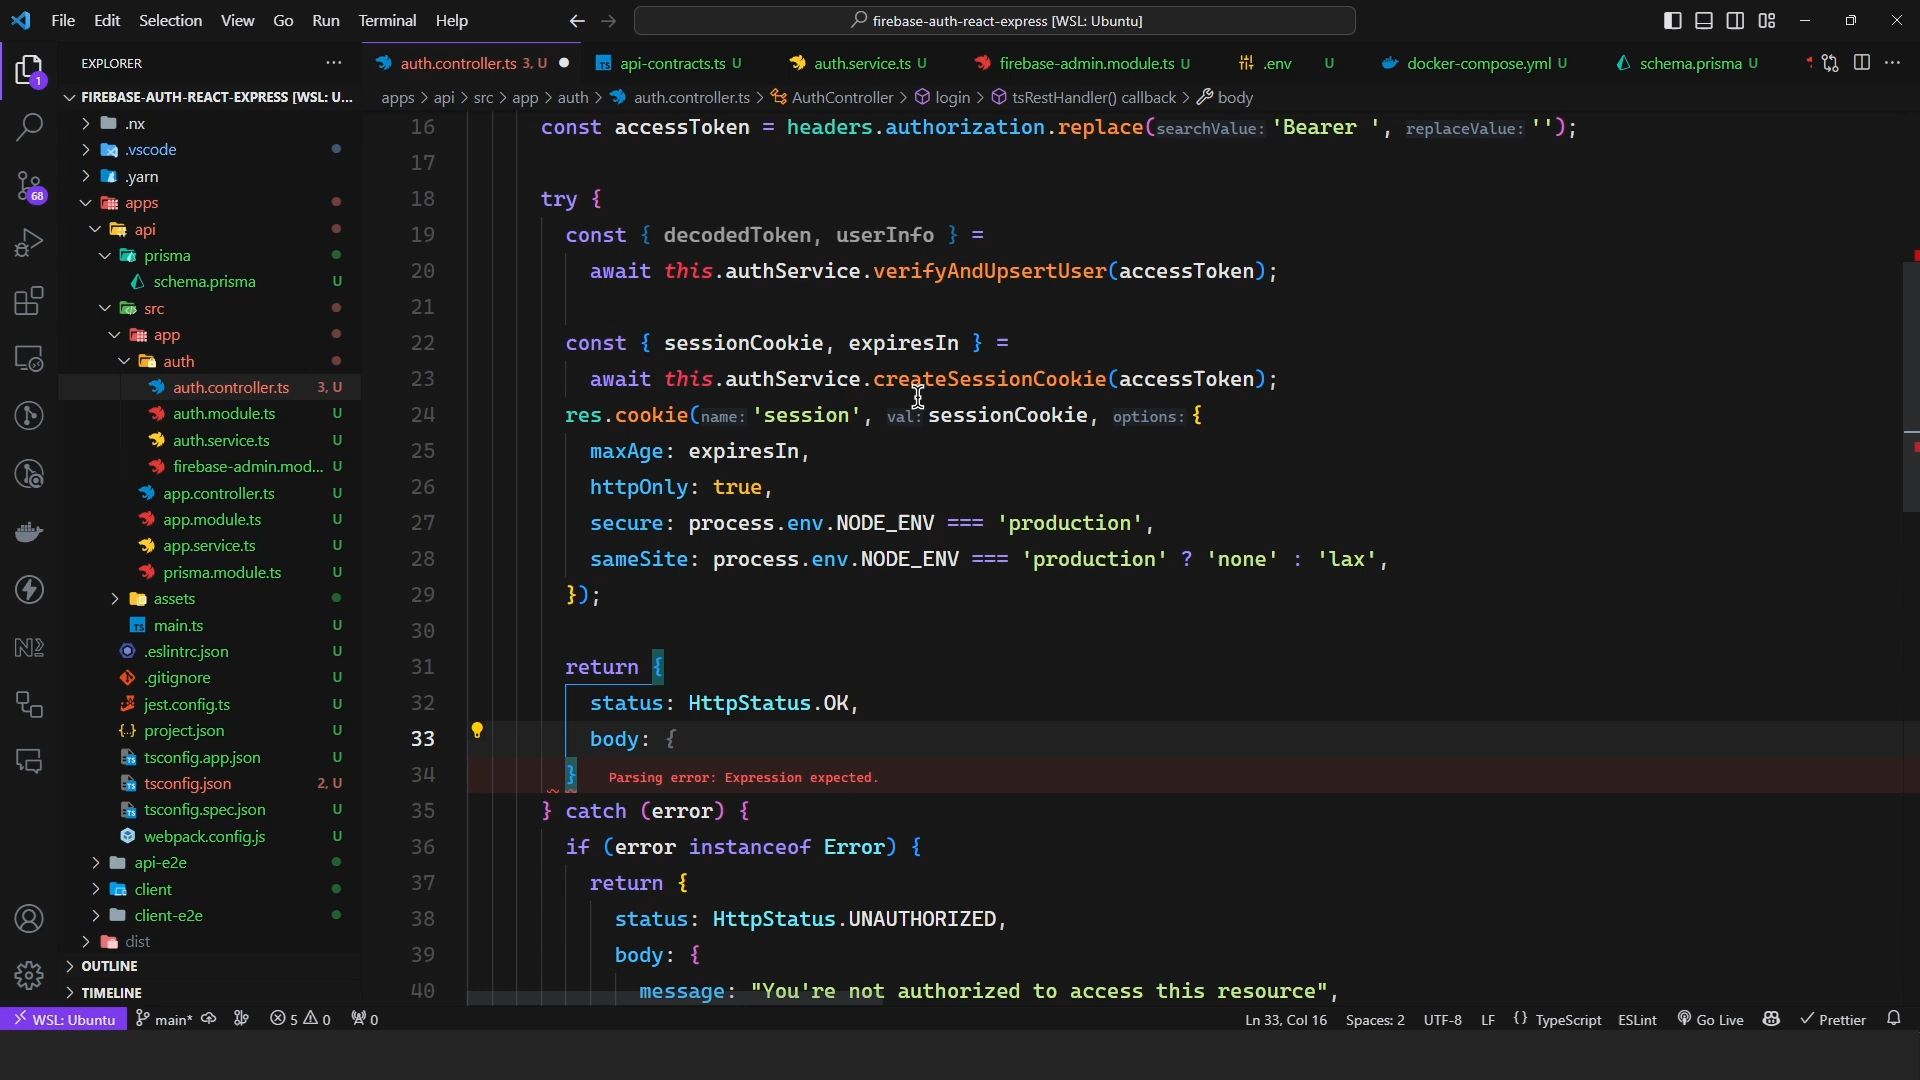 File Edit Selection View Go Run Terminal Help
firebase-auth-react-express [WSL: Ubuntu]
EXPLORER
auth.controller.ts 3, U
api-contracts.ts U
auth.service.ts U
firebase-admin.module.ts U
.env U
docker-compose.yml U
schema.prisma U
FIREBASE-AUTH-REACT-EXPRESS [WSL: U...
apps > api > src > app > auth > auth.controller.ts > AuthController > login > tsRestHandler() callback > body
1
68
.nx
.vscode
.yarn
apps
api
prisma
schema.prisma U
src
app
auth
auth.controller.ts 3, U
auth.module.ts U
auth.service.ts U
firebase-admin.mod... U
app.controller.ts U
app.module.ts U
app.service.ts U
prisma.module.ts U
assets
main.ts U
.eslintrc.json U
.gitignore U
jest.config.ts U
project.json U
tsconfig.app.json U
tsconfig.json 2, U
tsconfig.spec.json U
webpack.config.js U
api-e2e
client
client-e2e
dist
OUTLINE
TIMELINE
16 const accessToken = headers.authorization.replace(searchValue: 'Bearer ', replaceValue: '');
17
18 try {
19 const { decodedToken, userInfo } =
20 await this.authService.verifyAndUpsertUser(accessToken);
21
22 const { sessionCookie, expiresIn } =
23 await this.authService.createSessionCookie(accessToken);
24 res.cookie(name: 'session', val: sessionCookie, options: {
25 maxAge: expiresIn,
26 httpOnly: true,
27 secure: process.env.NODE_ENV === 'production',
28 sameSite: process.env.NODE_ENV === 'production' ? 'none' : 'lax',
29 });
30
31 return {
32 status: HttpStatus.OK,
33 body: {
34 } Parsing error: Expression expected.
35 } catch (error) {
36 if (error instanceof Error) {
37 return {
38 status: HttpStatus.UNAUTHORIZED,
39 body: {
40 message: "You're not authorized to access this resource",
WSL: Ubuntu main* 5 0 0 Ln 33, Col 16 Spaces: 2 UTF-8 LF {} TypeScript ESLint Go Live Prettier